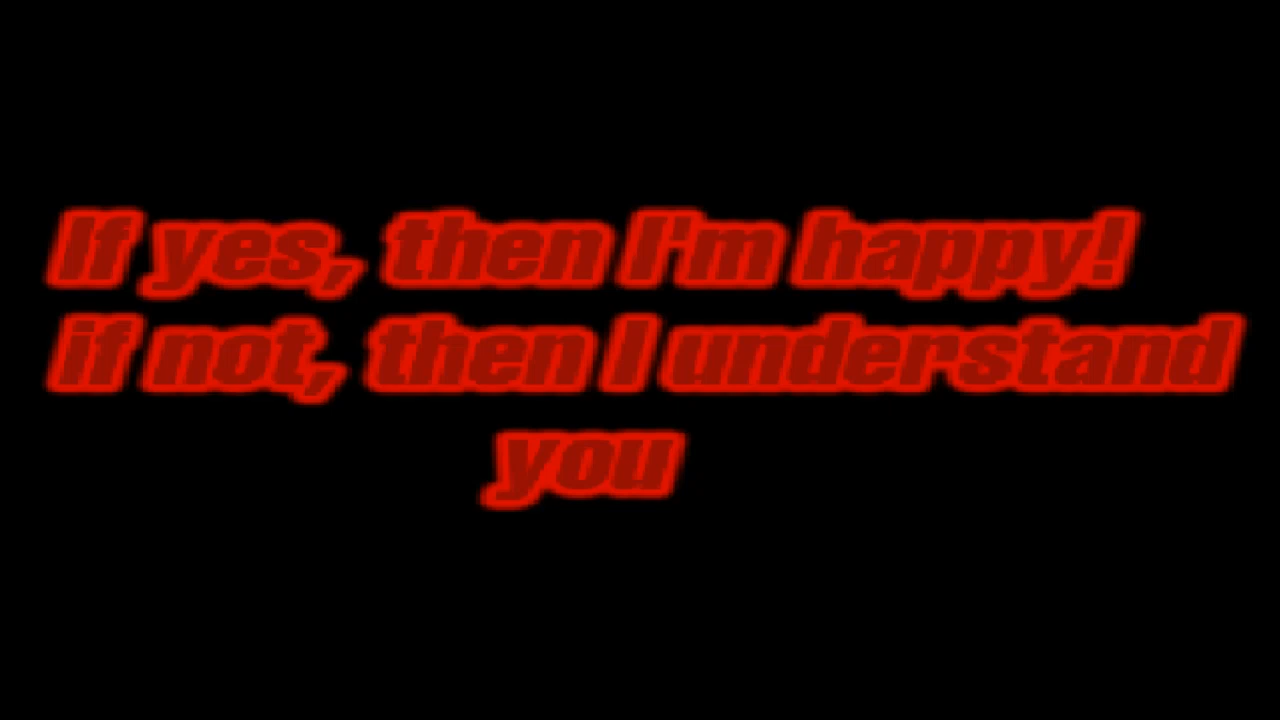 If yes, then I'm happy!
if not, then I understand
you